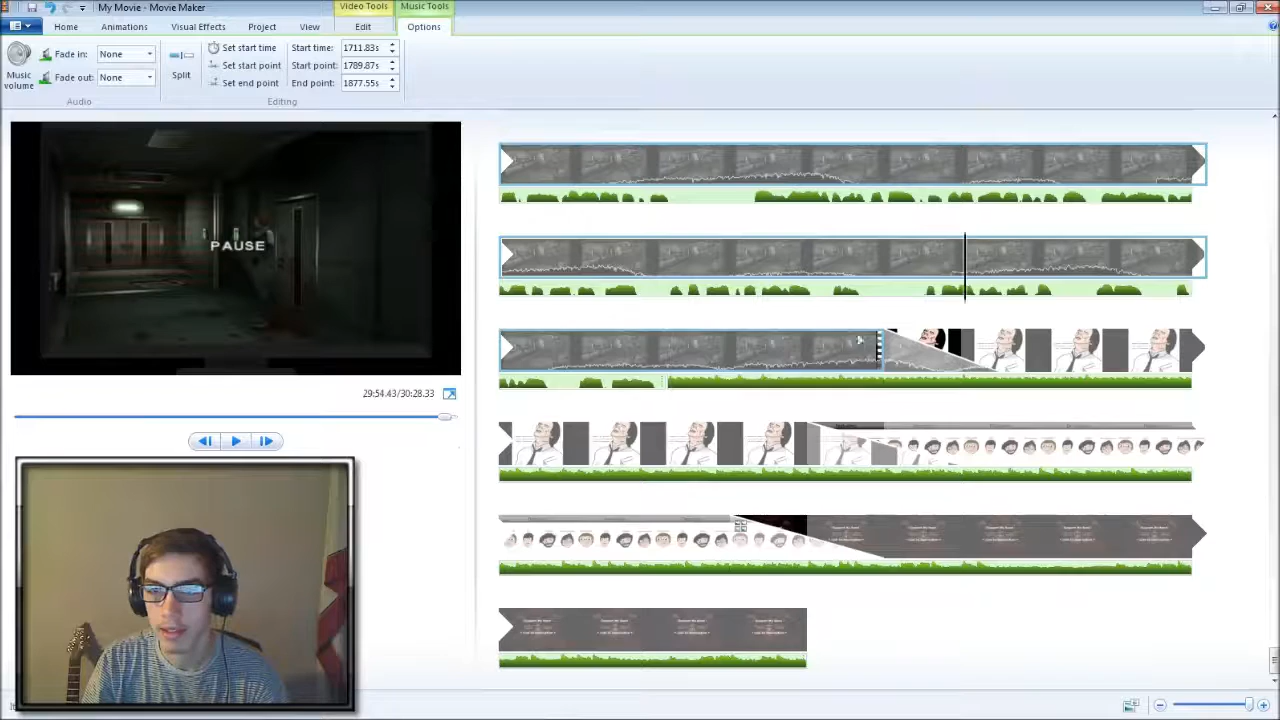 My Movie - Movie Maker
Video Tools
Music Tools
Home
Animations
Visual Effects
Project
View
Edit
Options
Music volume
Fade in: None
Fade out: None
Audio
Split
Set start time
Set start point
Set end point
Start time: 1711.83s
Start point: 1789.87s
End point: 1877.55s
Editing
PAUSE
29:54.43/30:28.33